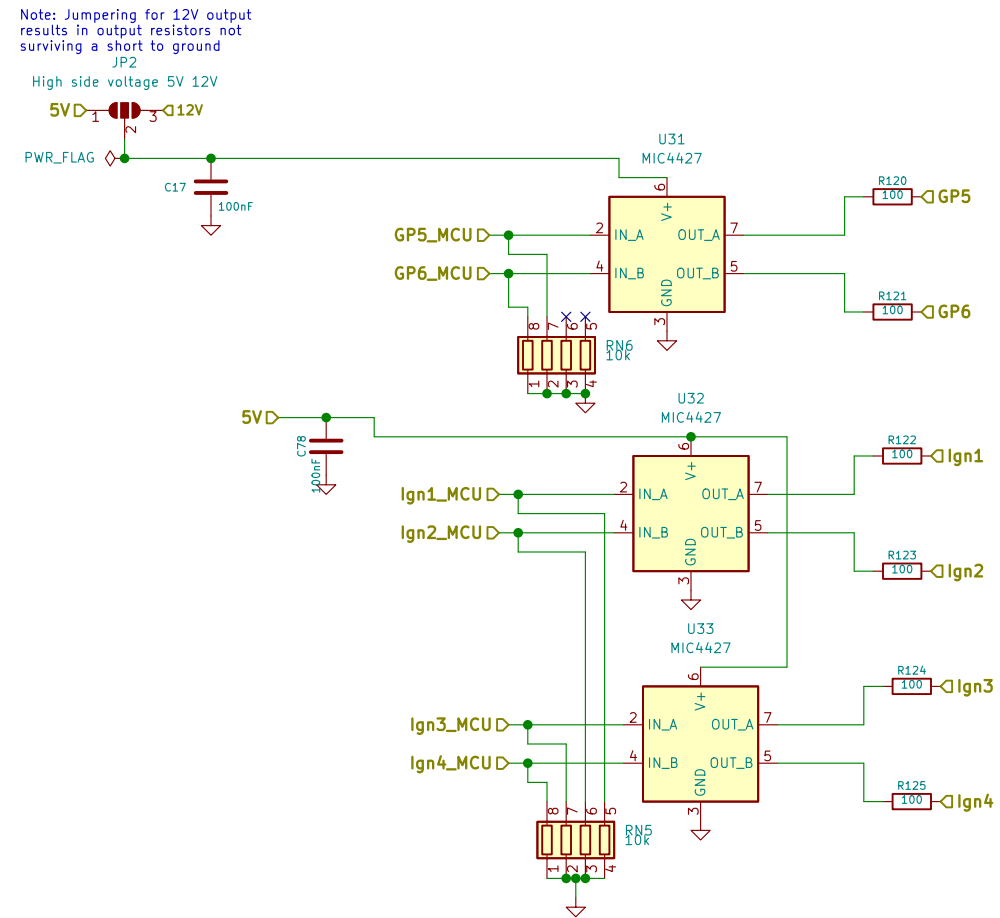 Note: Jumpering for 12V output
results in output resistors not
surviving a short to ground
JP2
High side voltage 5V 12V
5V 1 3 12V
2
PWR_FLAG
C17
100nF
U31
MIC4427
6
V+
GP5_MCU 2 IN_A OUT_A 7
GP6_MCU 4 IN_B OUT_B 5
GND
3
R120
100 GP5
R121
100 GP6
8 7 6 5
RN6
10k
1 2 3 4
5V
C78
100nF
U32
MIC4427
6
V+
Ign1_MCU 2 IN_A OUT_A 7
Ign2_MCU 4 IN_B OUT_B 5
GND
3
R122
100 Ign1
R123
100 Ign2
U33
MIC4427
6
V+
Ign3_MCU 2 IN_A OUT_A 7
Ign4_MCU 4 IN_B OUT_B 5
GND
3
R124
100 Ign3
R125
100 Ign4
8 7 6 5
RN5
10k
1 2 3 4